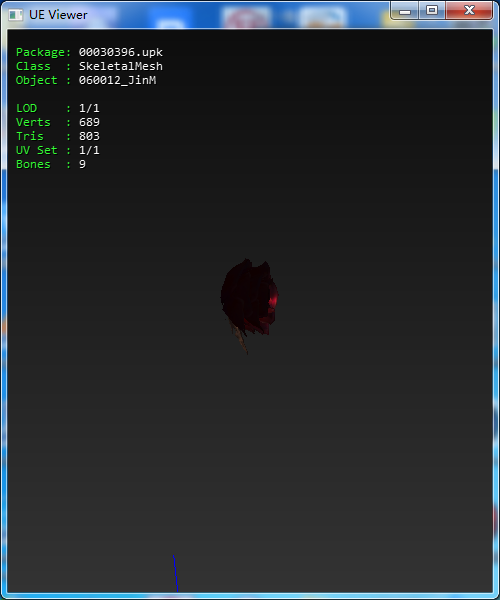 UE Viewer
Package: 00030396.upk
Class : SkeletalMesh
Object : 060012_JinM
LOD : 1/1
Verts : 689
Tris : 803
UV Set : 1/1
Bones : 9